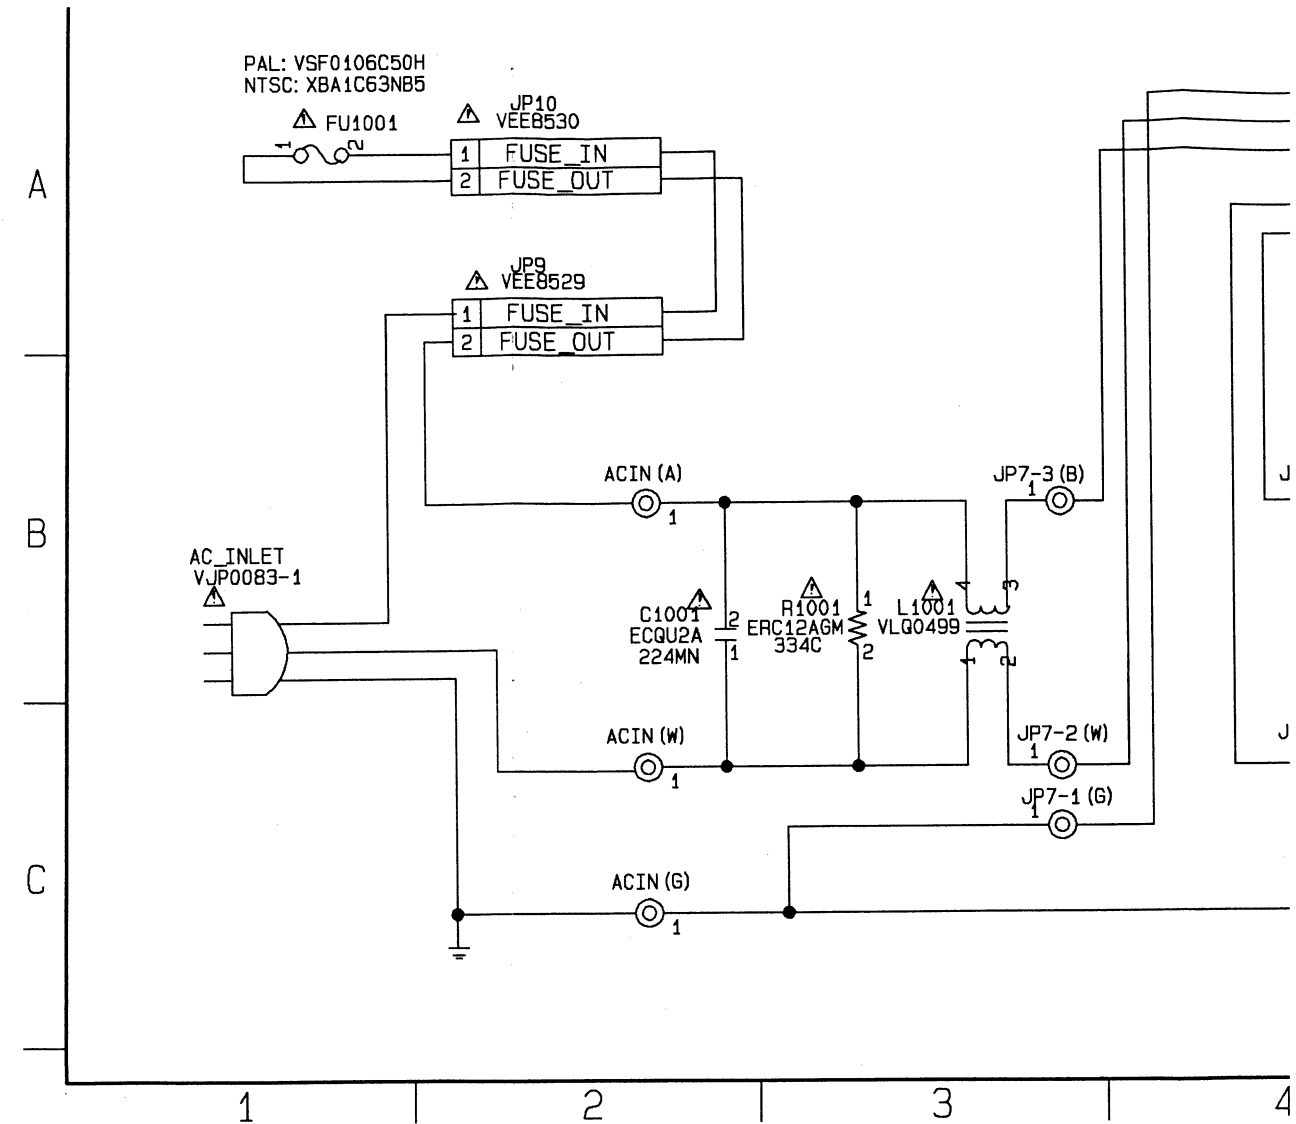 PAL: VSF0106C50H
NTSC: XBA1C63NB5
FU1001
1
2
JP10
VEE8530
1 FUSE_IN
2 FUSE_OUT
A
JP9
VEE8529
1 FUSE_IN
2 FUSE_OUT
ACIN (A)
1
JP7-3 (B)
1
J
B
AC_INLET
VJP0083-1
C1001
ECQU2A
224MN
2
1
R1001
ERC12AGM
334C
1
2
L1001
VLQ0499
4
3
1
2
ACIN (W)
1
JP7-2 (W)
1
J
JP7-1 (G)
1
C
ACIN (G)
1
1
2
3
4